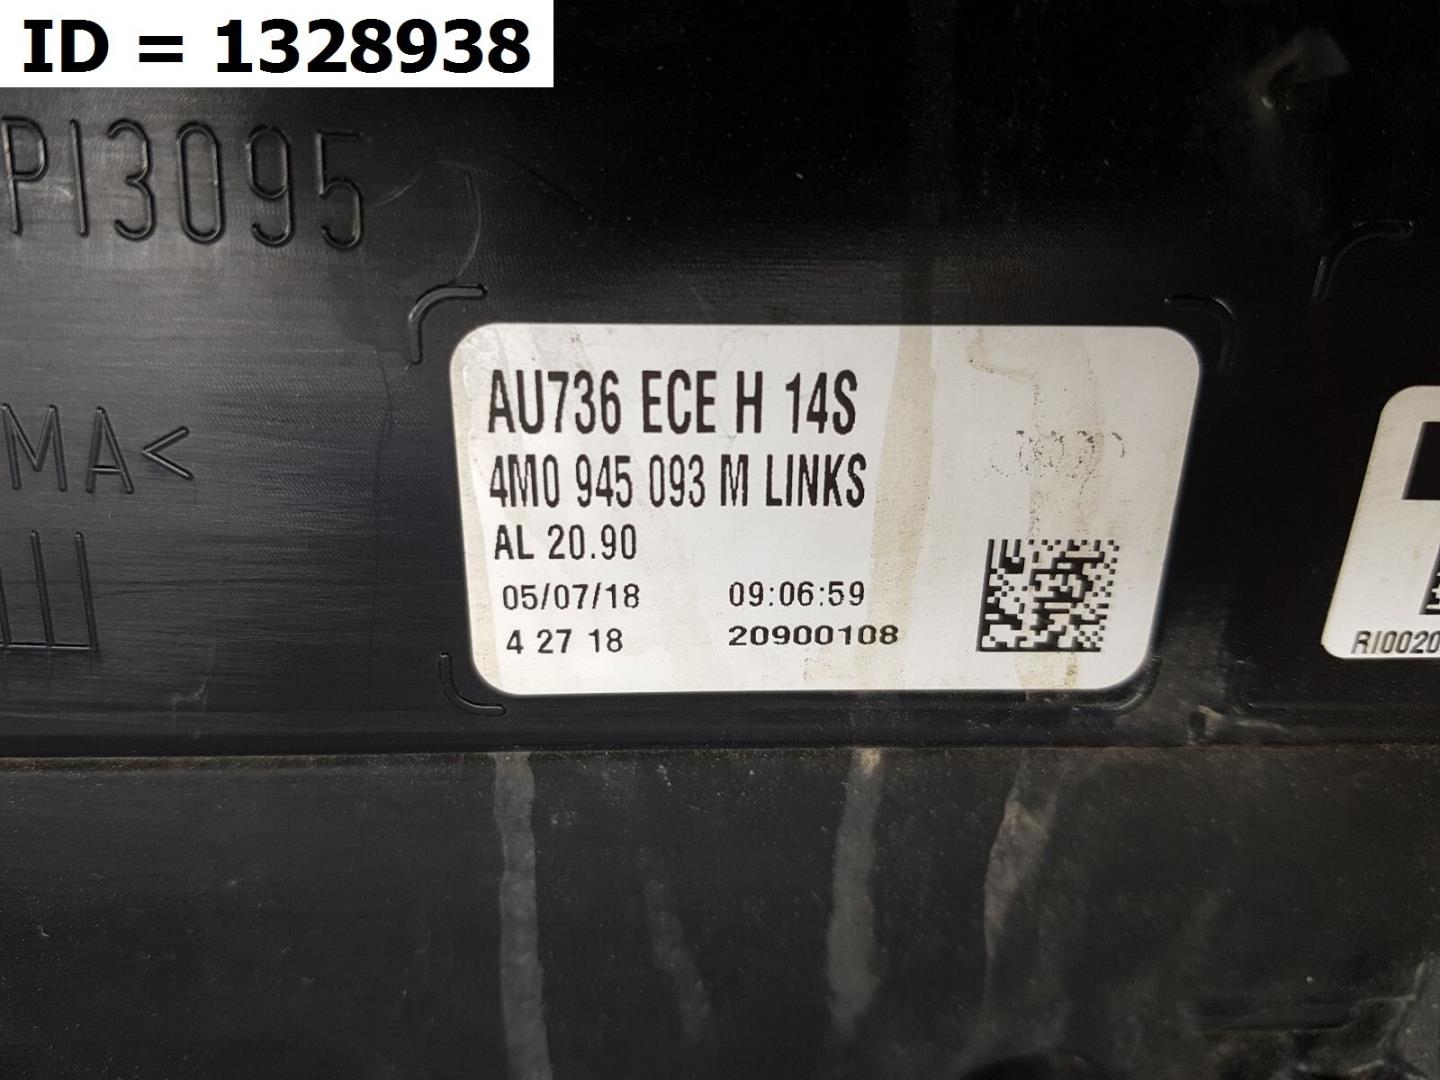 ID = 1328938
PI3095
MA<
AU736 ECE H 14S
4M0 945 093 M LINKS
AL 20.90
05/07/18 09:06:59
4 27 18 20900108
RI0020